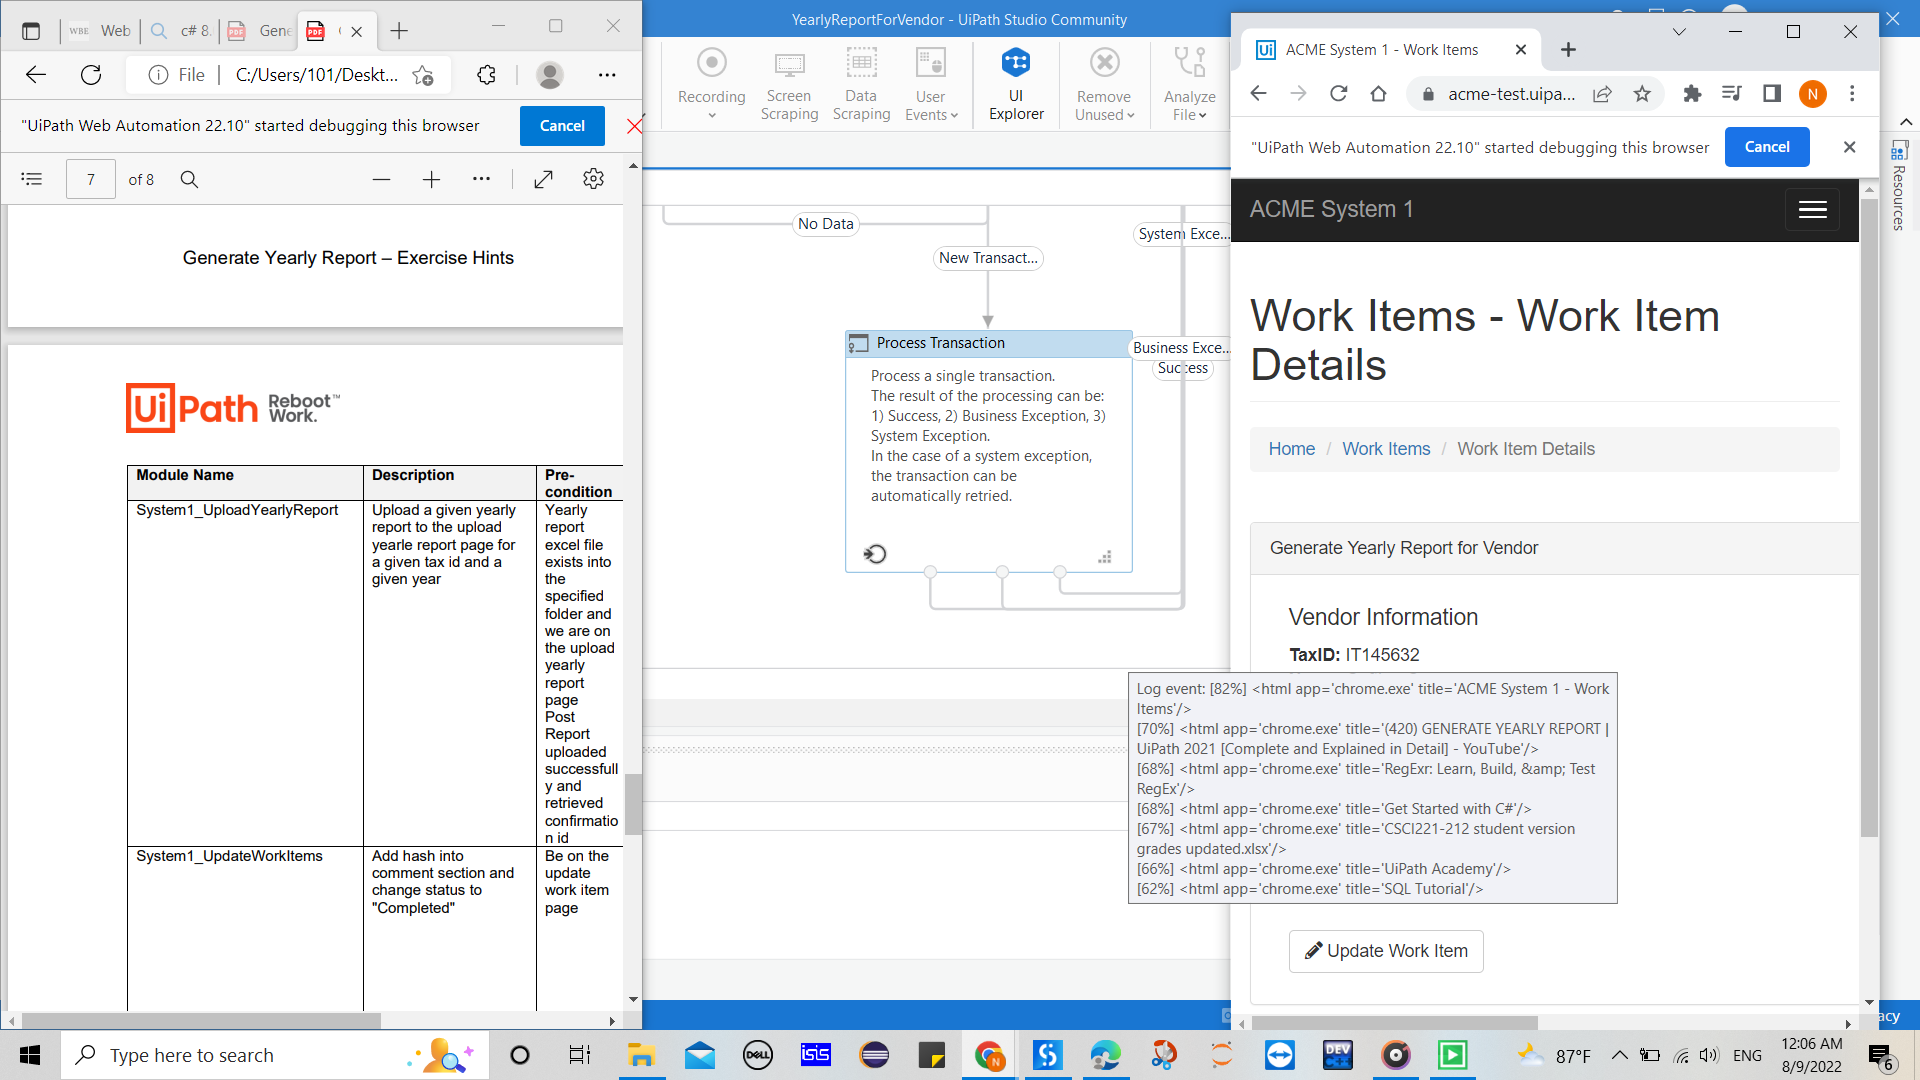 WBE
Web
c# 8.
Gene
File
C:/Users/101/Deskt...
"UiPath Web Automation 22.10" started debugging this browser
Cancel
7
of 8
Generate Yearly Report – Exercise Hints
UiPath Reboot Work.™
Module Name
Description
Pre-
condition
System1_UploadYearlyReport
Upload a given yearly
report to the upload
yearle report page for
a given tax id and a
given year
Yearly
report
excel file
exists into
the
specified
folder and
we are on
the upload
yearly
report
page
Post
Report
uploaded
successfull
y and
retrieved
confirmatio
n id
System1_UpdateWorkItems
Add hash into
comment section and
change status to
"Completed"
Be on the
update
work item
page
YearlyReportForVendor - UiPath Studio Community
Recording
Screen
Scraping
Data
Scraping
User
Events
UI
Explorer
Remove
Unused
Analyze
File
Resources
No Data
New Transact...
System Exce...
Process Transaction
Business Exce...
Success
Process a single transaction.
The result of the processing can be:
1) Success, 2) Business Exception, 3)
System Exception.
In the case of a system exception,
the transaction can be
automatically retried.
Ui
ACME System 1 - Work Items
acme-test.uipa...
N
"UiPath Web Automation 22.10" started debugging this browser
Cancel
ACME System 1
Work Items - Work Item
Details
Home / Work Items / Work Item Details
Generate Yearly Report for Vendor
Vendor Information
TaxID: IT145632
Log event: [82%] <html app='chrome.exe' title='ACME System 1 - Work
Items'/>
[70%] <html app='chrome.exe' title='(420) GENERATE YEARLY REPORT |
UiPath 2021 [Complete and Explained in Detail] - YouTube'/>
[68%] <html app='chrome.exe' title='RegExr: Learn, Build, &amp; Test
RegEx'/>
[68%] <html app='chrome.exe' title='Get Started with C#'/>
[67%] <html app='chrome.exe' title='CSCI221-212 student version
grades updated.xlsx'/>
[66%] <html app='chrome.exe' title='UiPath Academy'/>
[62%] <html app='chrome.exe' title='SQL Tutorial'/>
Update Work Item
acy
Type here to search
DELL
isis
DEV
87°F
ENG
12:06 AM
8/9/2022
6